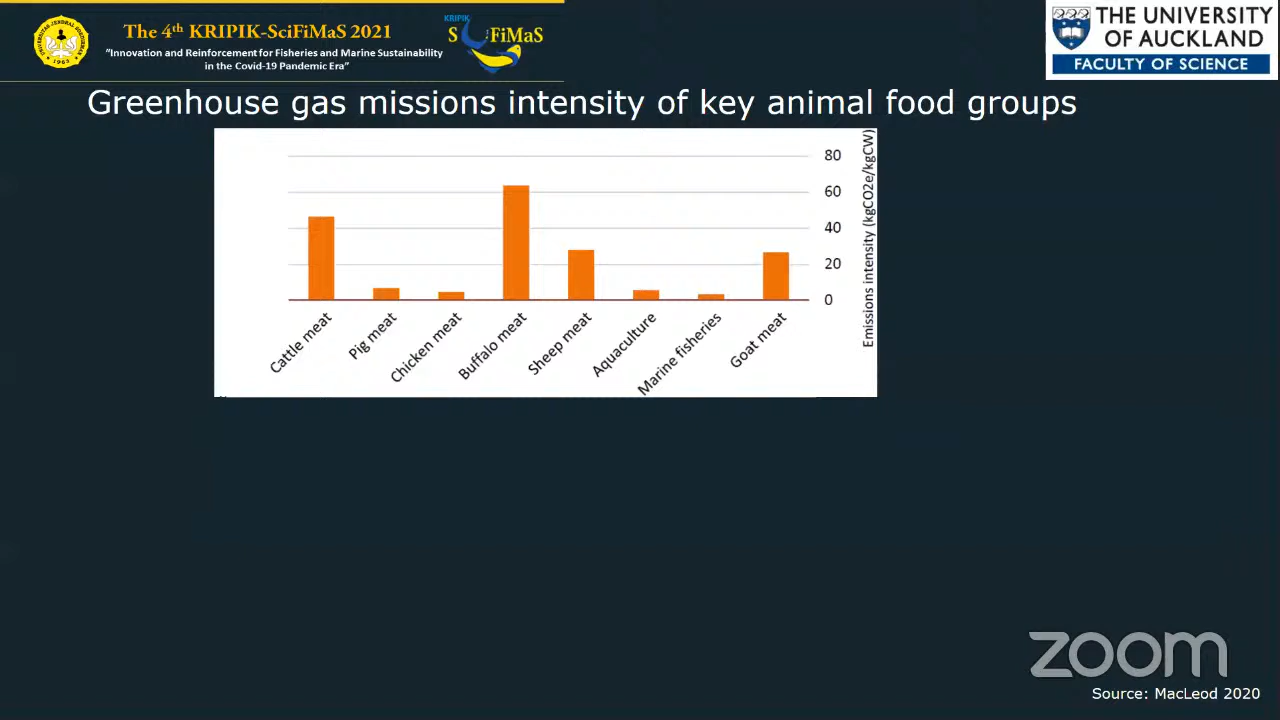 The 4th KRIPIK-SciFiMaS 2021
"Innovation and Reinforcement for Fisheries and Marine Sustainability
in the Covid-19 Pandemic Era"
KRIPIK
SciFiMaS
THE UNIVERSITY
OF AUCKLAND
FACULTY OF SCIENCE
Greenhouse gas missions intensity of key animal food groups
80
60
40
20
0
Emissions intensity (kgCO2e/kgCW)
Cattle meat
Pig meat
Chicken meat
Buffalo meat
Sheep meat
Aquaculture
Marine fisheries
Goat meat
zoom
Source: MacLeod 2020